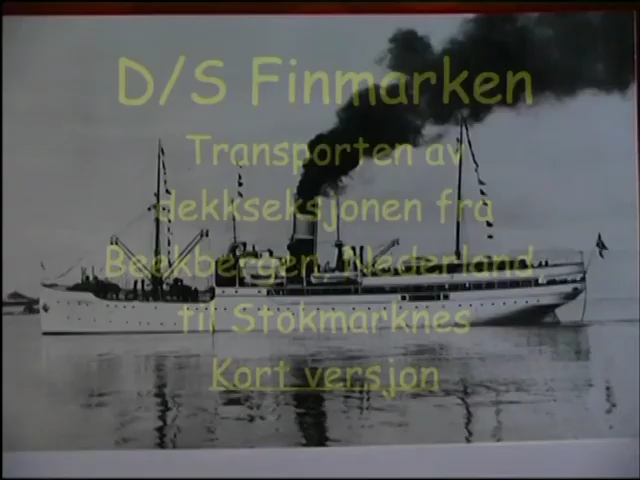 D/S Finmarken
Transporten av
dekkseksjonen fra
Beekbergen, Nederland
til Stokmarknes
Kort versjon